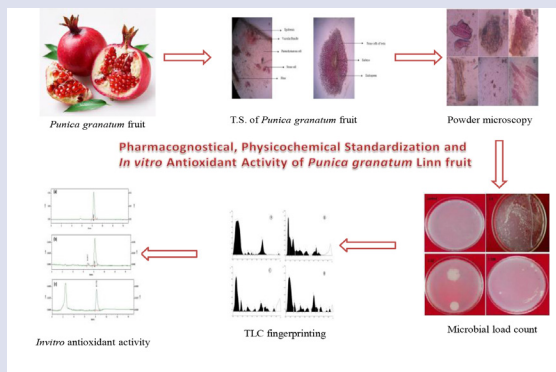 Punica granatum fruit
T.S. of Punica granatum fruit
Powder microscopy
Pharmacognostical, Physicochemical Standardization and
In vitro Antioxidant Activity of Punica granatum Linn fruit
Invitro antioxidant activity
TLC fingerprinting
Microbial load count